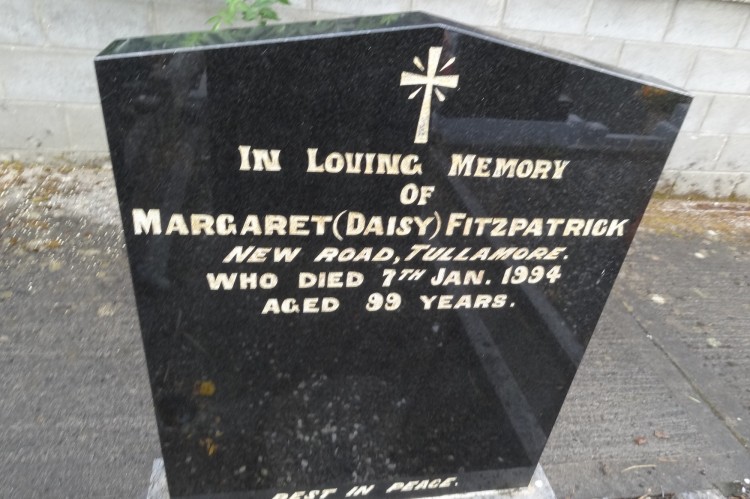 IN LOVING MEMORY
OF
MARGARET (DAISY) FITZPATRICK
NEW ROAD, TULLAMORE.
WHO DIED 7TH JAN. 1994
AGED 99 YEARS.
REST IN PEACE.